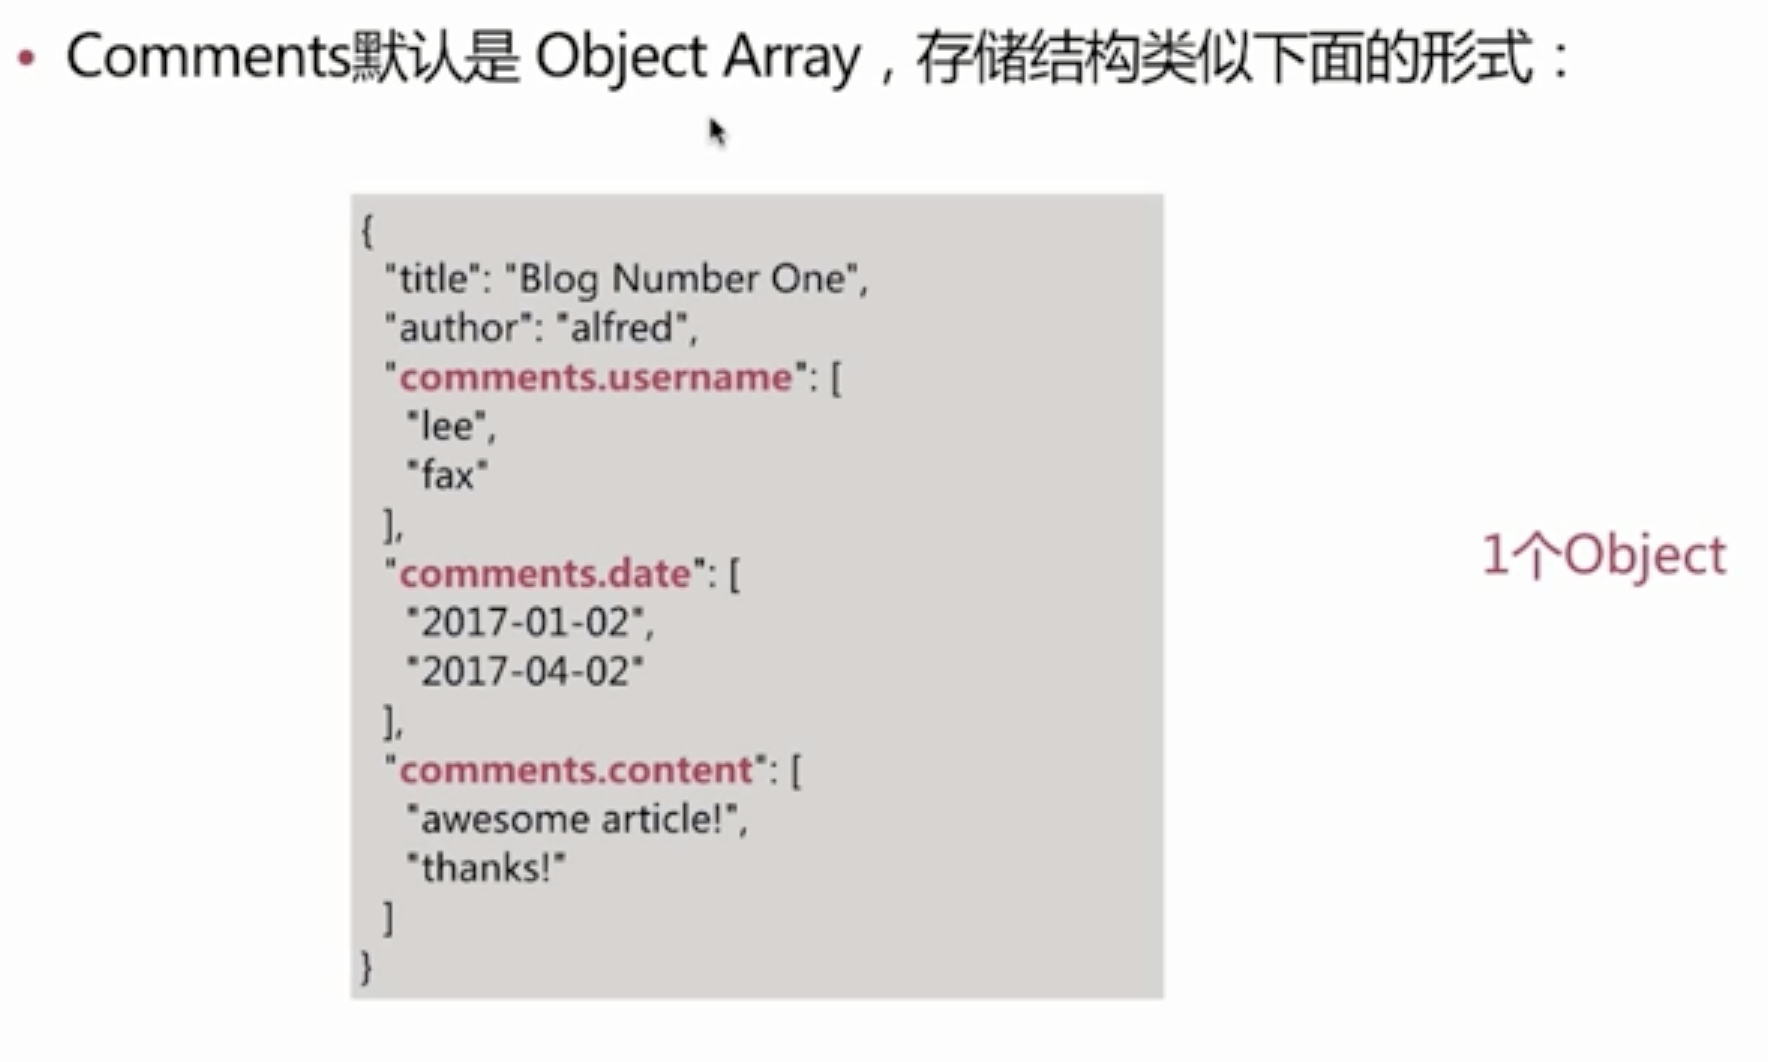 • Comments默认是 Object Array，存储结构类似下面的形式：
{
"title": "Blog Number One",
"author": "alfred",
"comments.username": [
"lee",
"fax"
],
"comments.date": [
"2017-01-02",
"2017-04-02"
],
"comments.content": [
"awesome article!",
"thanks!"
]
}
1个Object